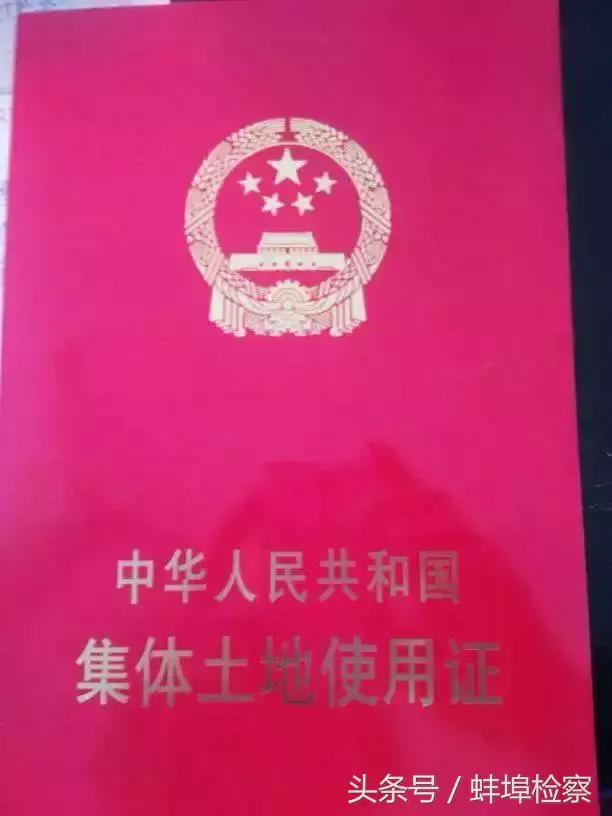 中华人民共和国
集体土地使用证
头条号 / 蚌埠检察